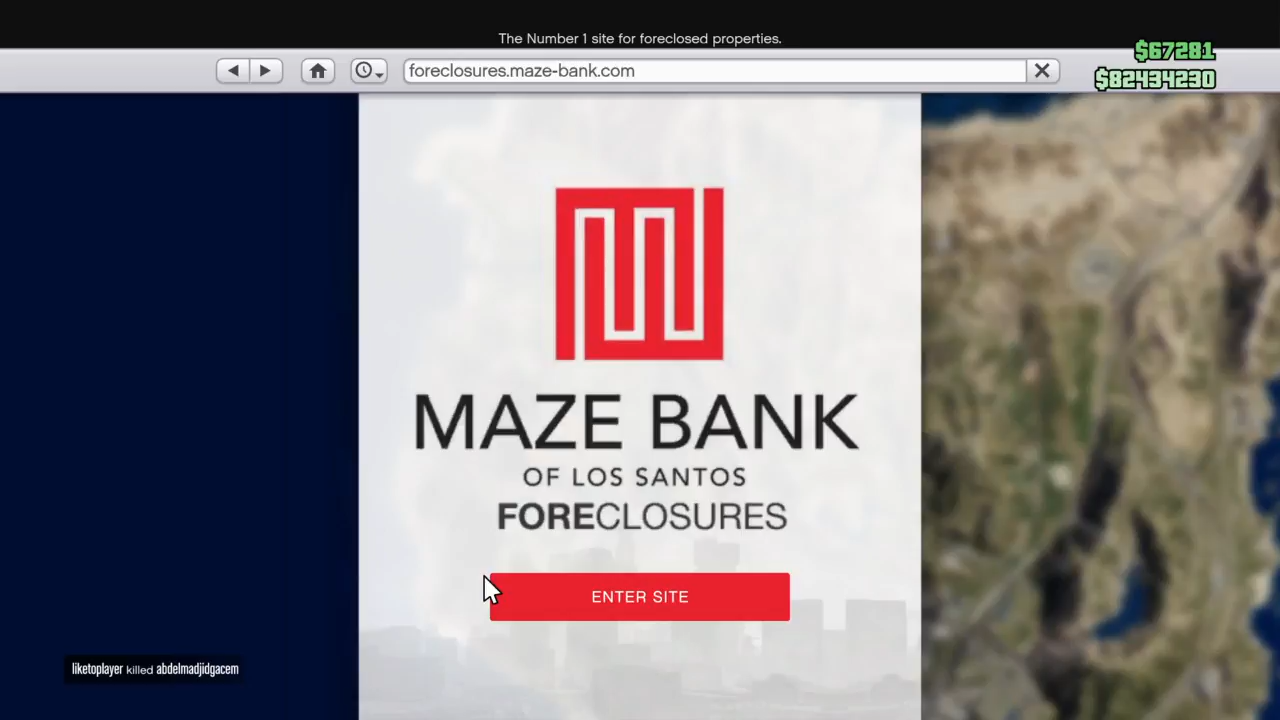 The Number 1 site for foreclosed properties.
foreclosures.maze-bank.com
$67281
$82434230
MAZE BANK
OF LOS SANTOS
FORECLOSURES
ENTER SITE
liketoplayer killed abdelmadjidgacem